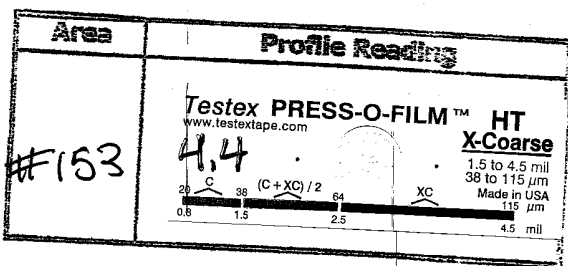 Area Profile Reading
#153
Testex PRESS-O-FILM™ HT
www.testextape.com
X-Coarse
4.4
1.5 to 4.5 mil
38 to 115 µm
Made in USA
20 C 38 (C + XC) / 2 64 XC 115 µm
0.8 1.5 2.5 4.5 mil